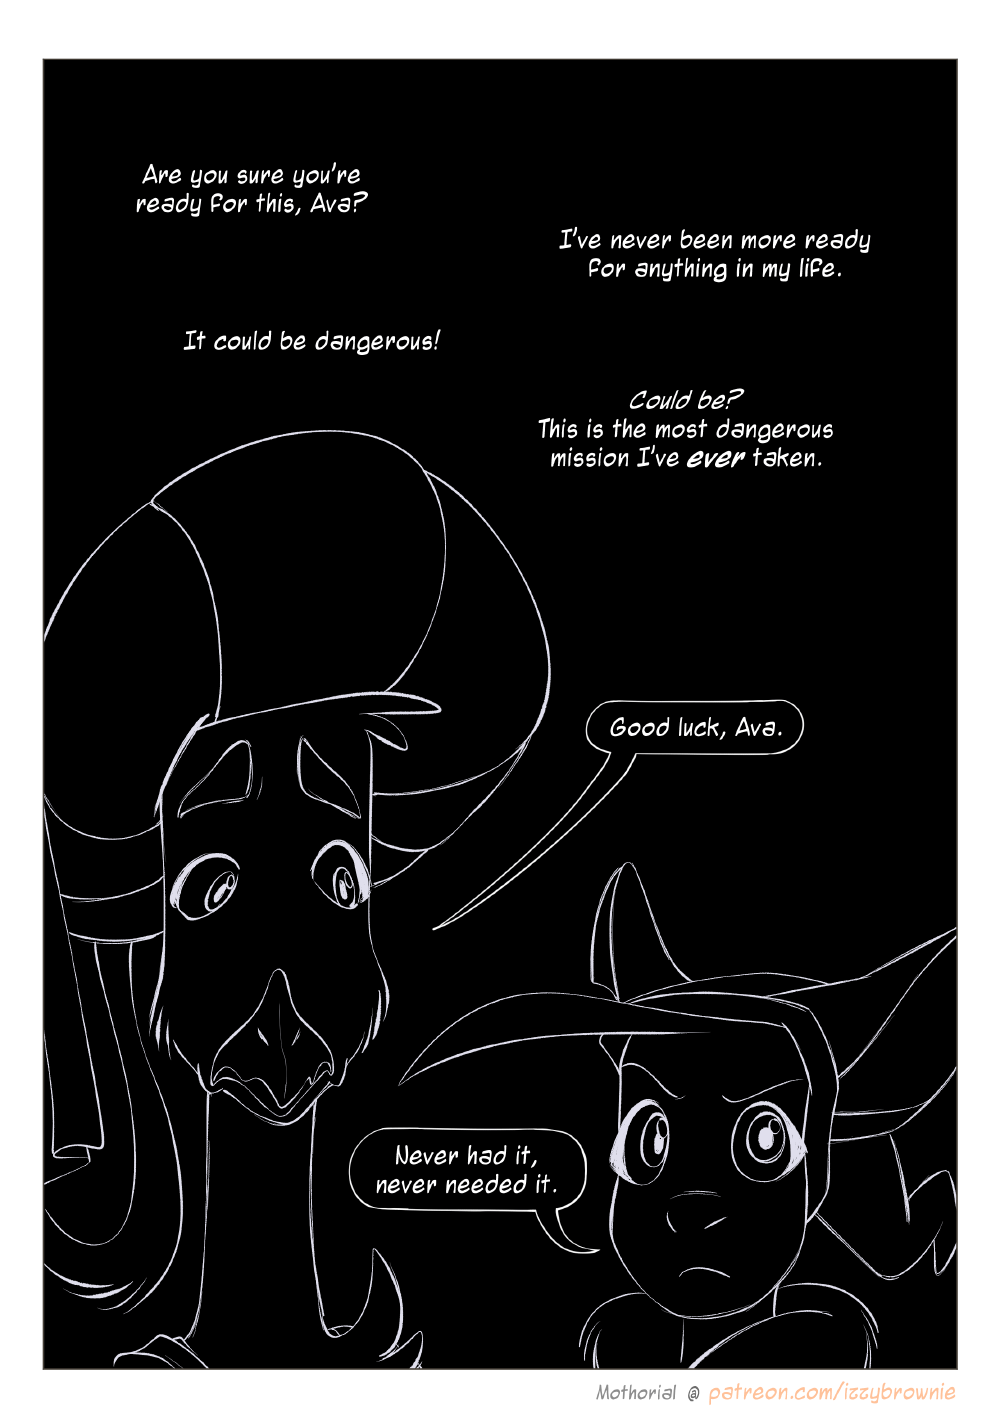 Are you sure you're
ready for this, Ava?
I've never been more ready
for anything in my life.
It could be dangerous!
Could be?
This is the most dangerous
mission I've ever taken.
Good luck, Ava.
Never had it,
never needed it.
Mothorial @ patreon.com/izzybrownie